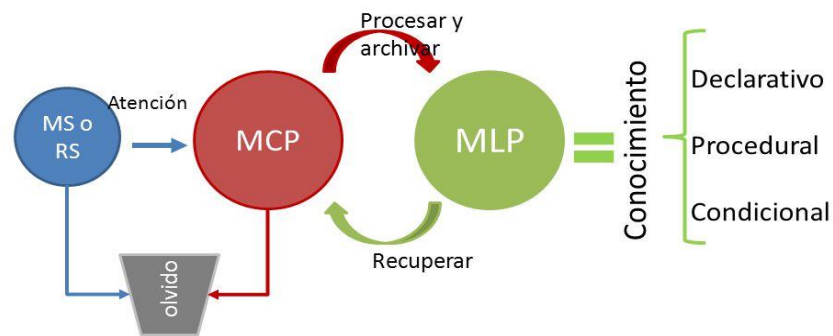 Procesar y
archivar
Atención
MS o
RS
MCP
MLP
Recuperar
olvido
Conocimiento
Declarativo
Procedural
Condicional